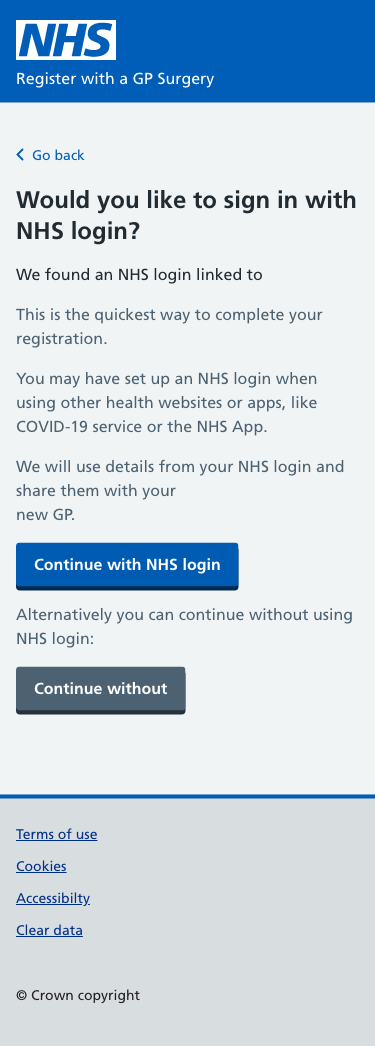 NHS
Register with a GP Surgery
Go back
Would you like to sign in with
NHS login?
We found an NHS login linked to
This is the quickest way to complete your
registration.
You may have set up an NHS login when
using other health websites or apps, like
COVID-19 service or the NHS App.
We will use details from your NHS login and
share them with your
new GP.
Continue with NHS login
Alternatively you can continue without using
NHS login:
Continue without
Terms of use
Cookies
Accessibilty
Clear data
© Crown copyright